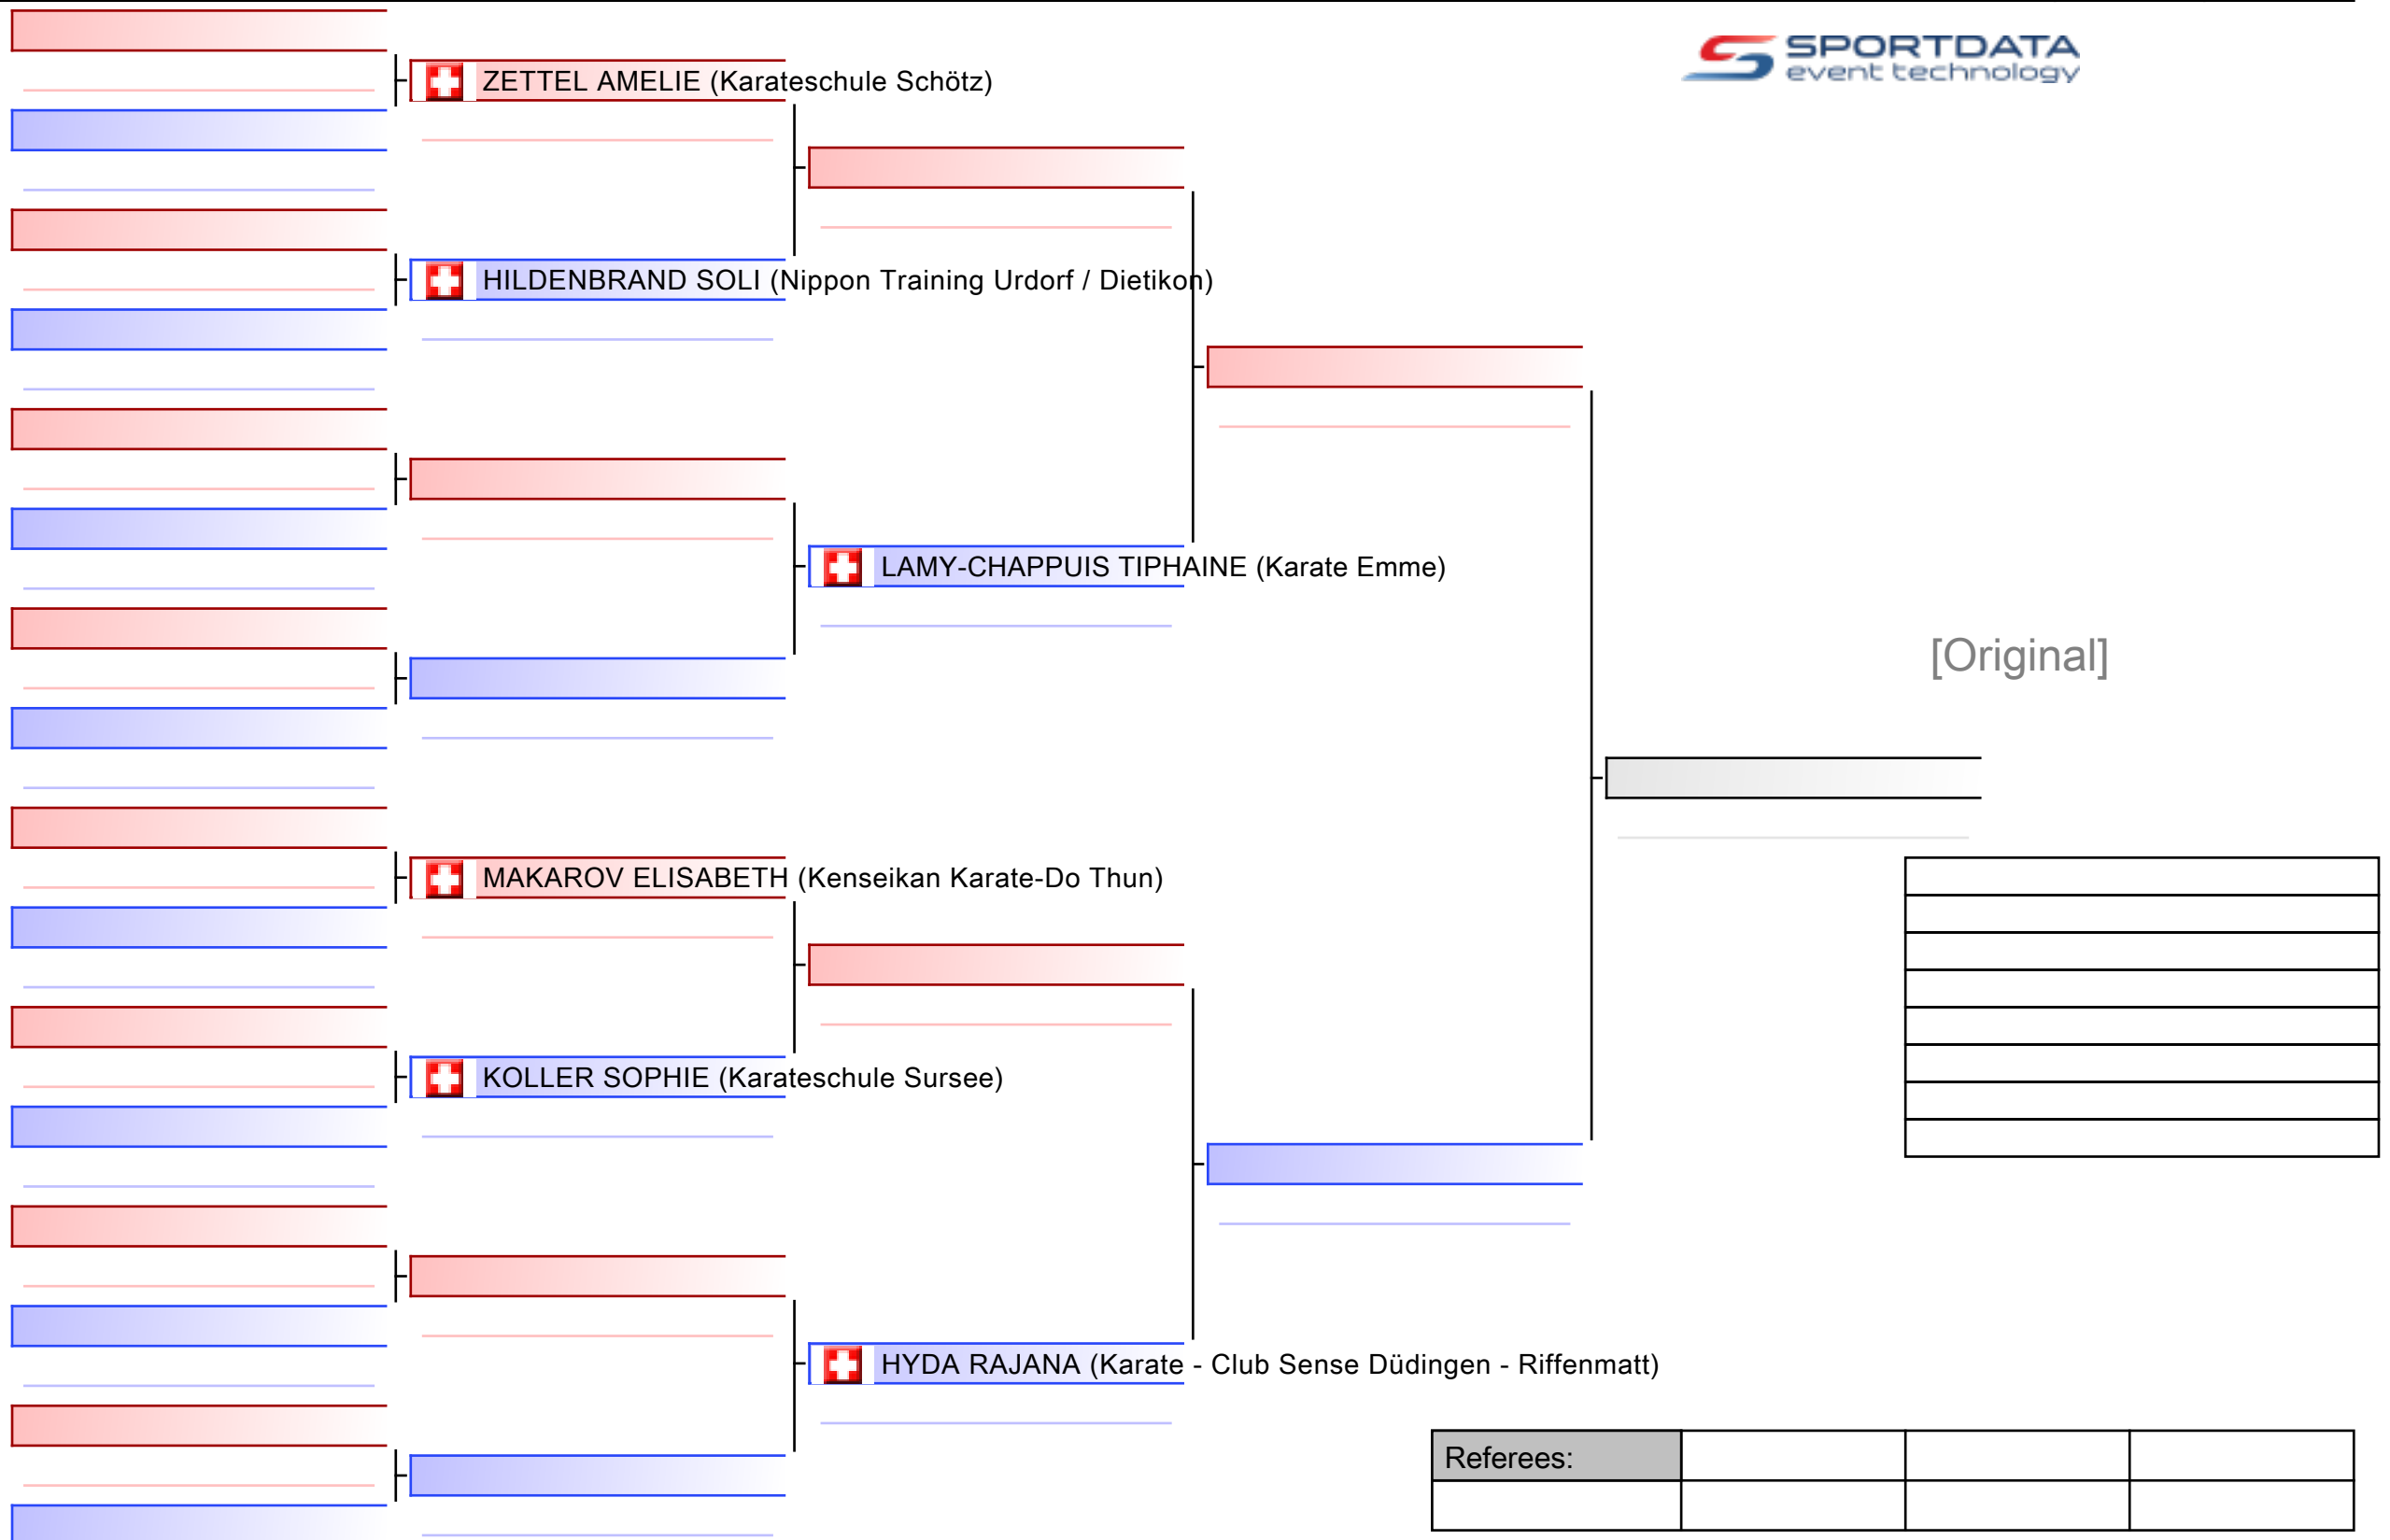 SPORTDATA
event technology
ZETTEL AMELIE (Karateschule Schötz)
HILDENBRAND SOLI (Nippon Training Urdorf / Dietikon)
LAMY-CHAPPUIS TIPHAINE (Karate Emme)
[Original]
MAKAROV ELISABETH (Kenseikan Karate-Do Thun)
KOLLER SOPHIE (Karateschule Sursee)
HYDA RAJANA (Karate - Club Sense Düdingen - Riffenmatt)
Referees: